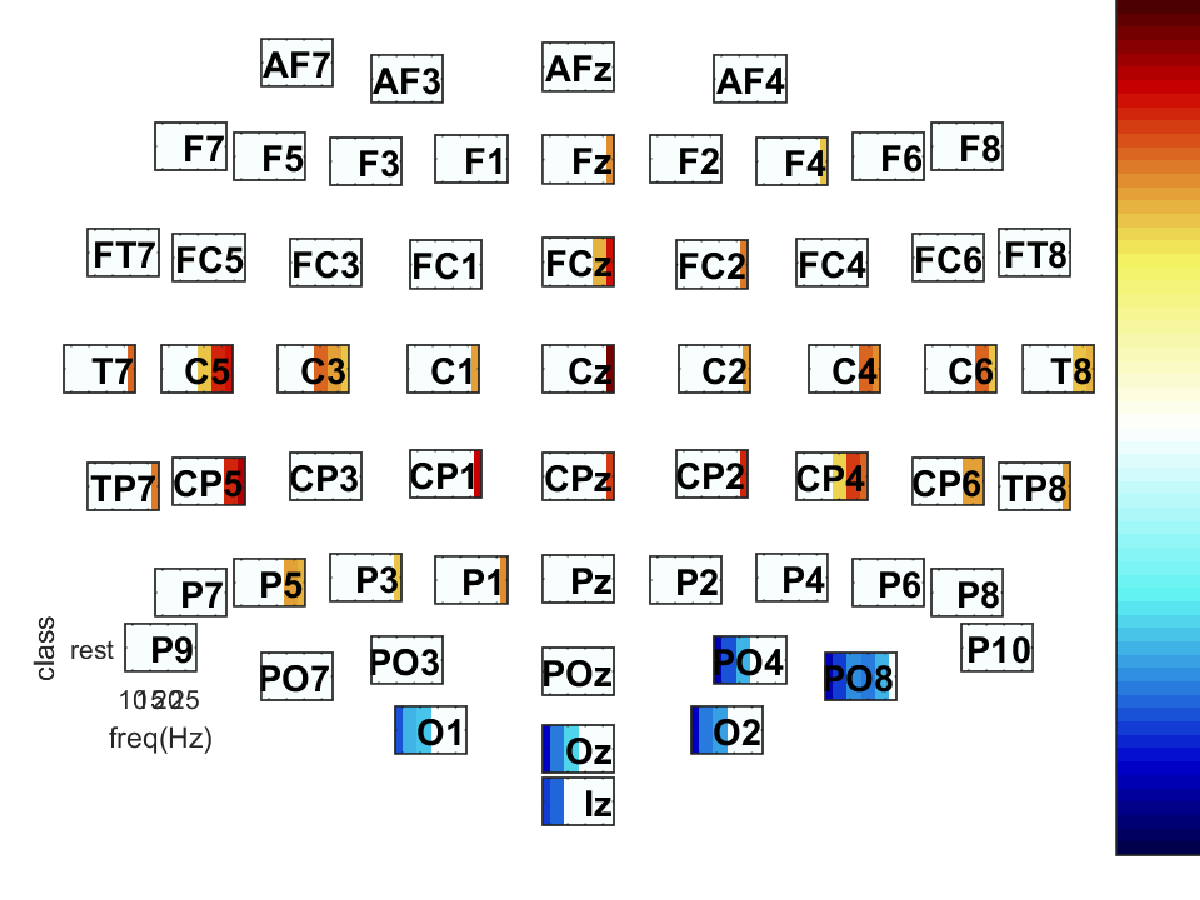 AF7 AF3 AFz AF4
F7 F5 F3 F1 Fz F2 F4 F6 F8
FT7 FC5 FC3 FC1 FCz FC2 FC4 FC6 FT8
T7 C5 C3 C1 Cz C2 C4 C6 T8
TP7 CP5 CP3 CP1 CPz CP2 CP4 CP6 TP8
P7 P5 P3 P1 Pz P2 P4 P6 P8
class
rest P9 PO7 PO3 POz PO4 PO8 P10
10 15 20 25
O1 Oz O2
freq(Hz)
Iz